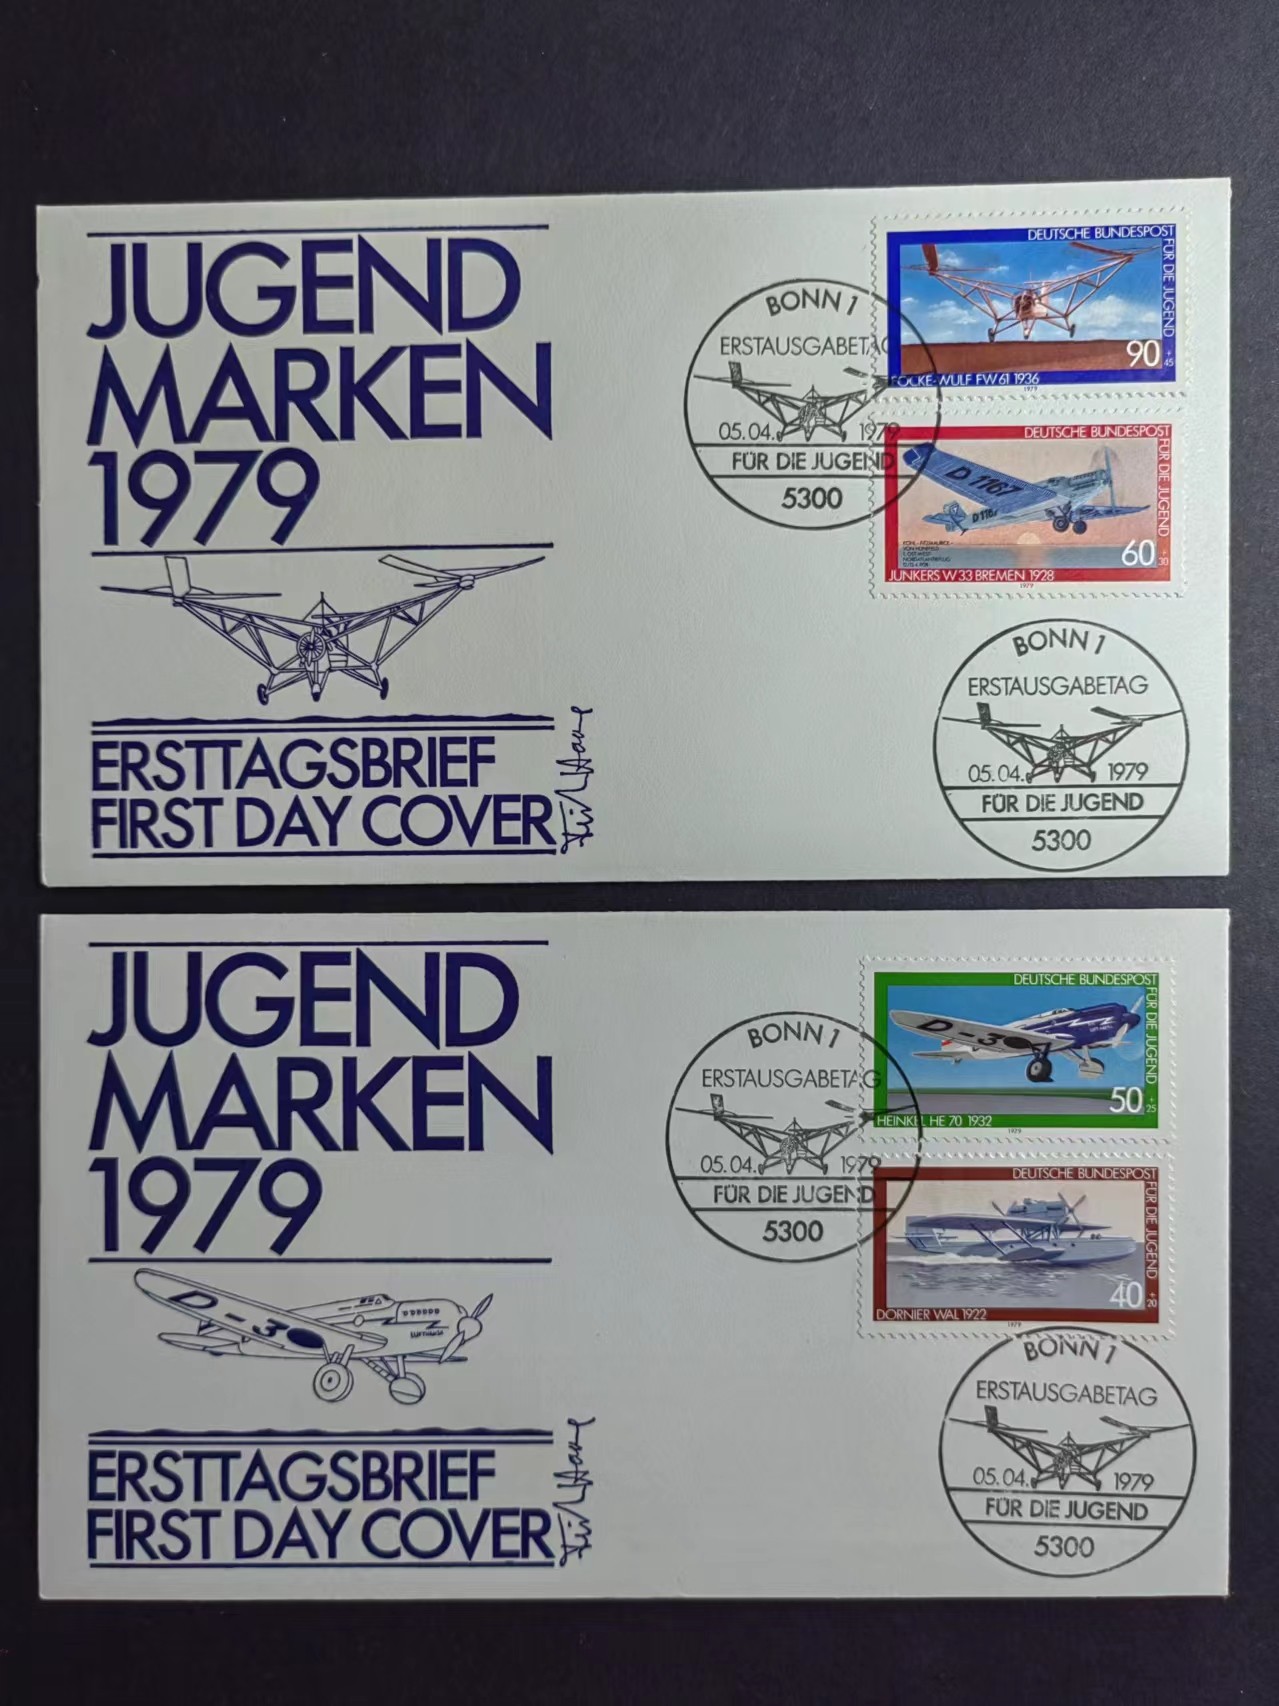 JUGEND
MARKEN
1979
ERSTTAGSBRIEF
FIRST DAY COVER
BONN 1
ERSTAUSGABETAG
05.04. 1979
FÜR DIE JUGEND
5300
DEUTSCHE BUNDESPOST
FÜR DIE JUGEND
90
+ 45
FOCKE-WULF FW 61 1936
1979
DEUTSCHE BUNDESPOST
FÜR DIE JUGEND
D 1167
D 1167
60
+ 30
JUNKERS W 33 BREMEN 1928
1979
BONN 1
ERSTAUSGABETAG
05.04. 1979
FÜR DIE JUGEND
5300
JUGEND
MARKEN
1979
D-3
LUFTHANSA
ERSTTAGSBRIEF
FIRST DAY COVER
BONN 1
ERSTAUSGABETAG
05.04. 1979
FÜR DIE JUGEND
5300
DEUTSCHE BUNDESPOST
FÜR DIE JUGEND
D-3
50
+ 25
HEINKEL HE 70 1932
1979
DEUTSCHE BUNDESPOST
FÜR DIE JUGEND
40
+ 20
DORNIER WAL 1922
1979
BONN 1
ERSTAUSGABETAG
05.04. 1979
FÜR DIE JUGEND
5300